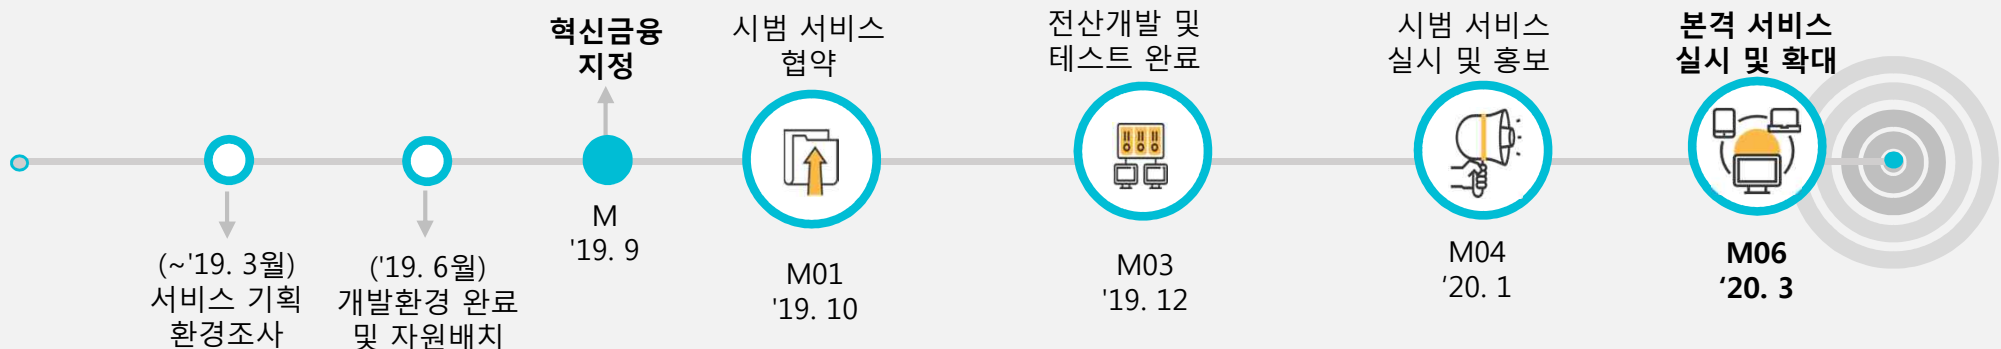 (~'19. 3월)
서비스 기획
환경조사
('19. 6월)
개발환경 완료
및 자원배치
혁신금융
지정
M
'19. 9
시범 서비스
협약
M01
'19. 10
전산개발 및
테스트 완료
M03
'19. 12
시범 서비스
실시 및 홍보
M04
‘20. 1
본격 서비스
실시 및 확대
M06
‘20. 3